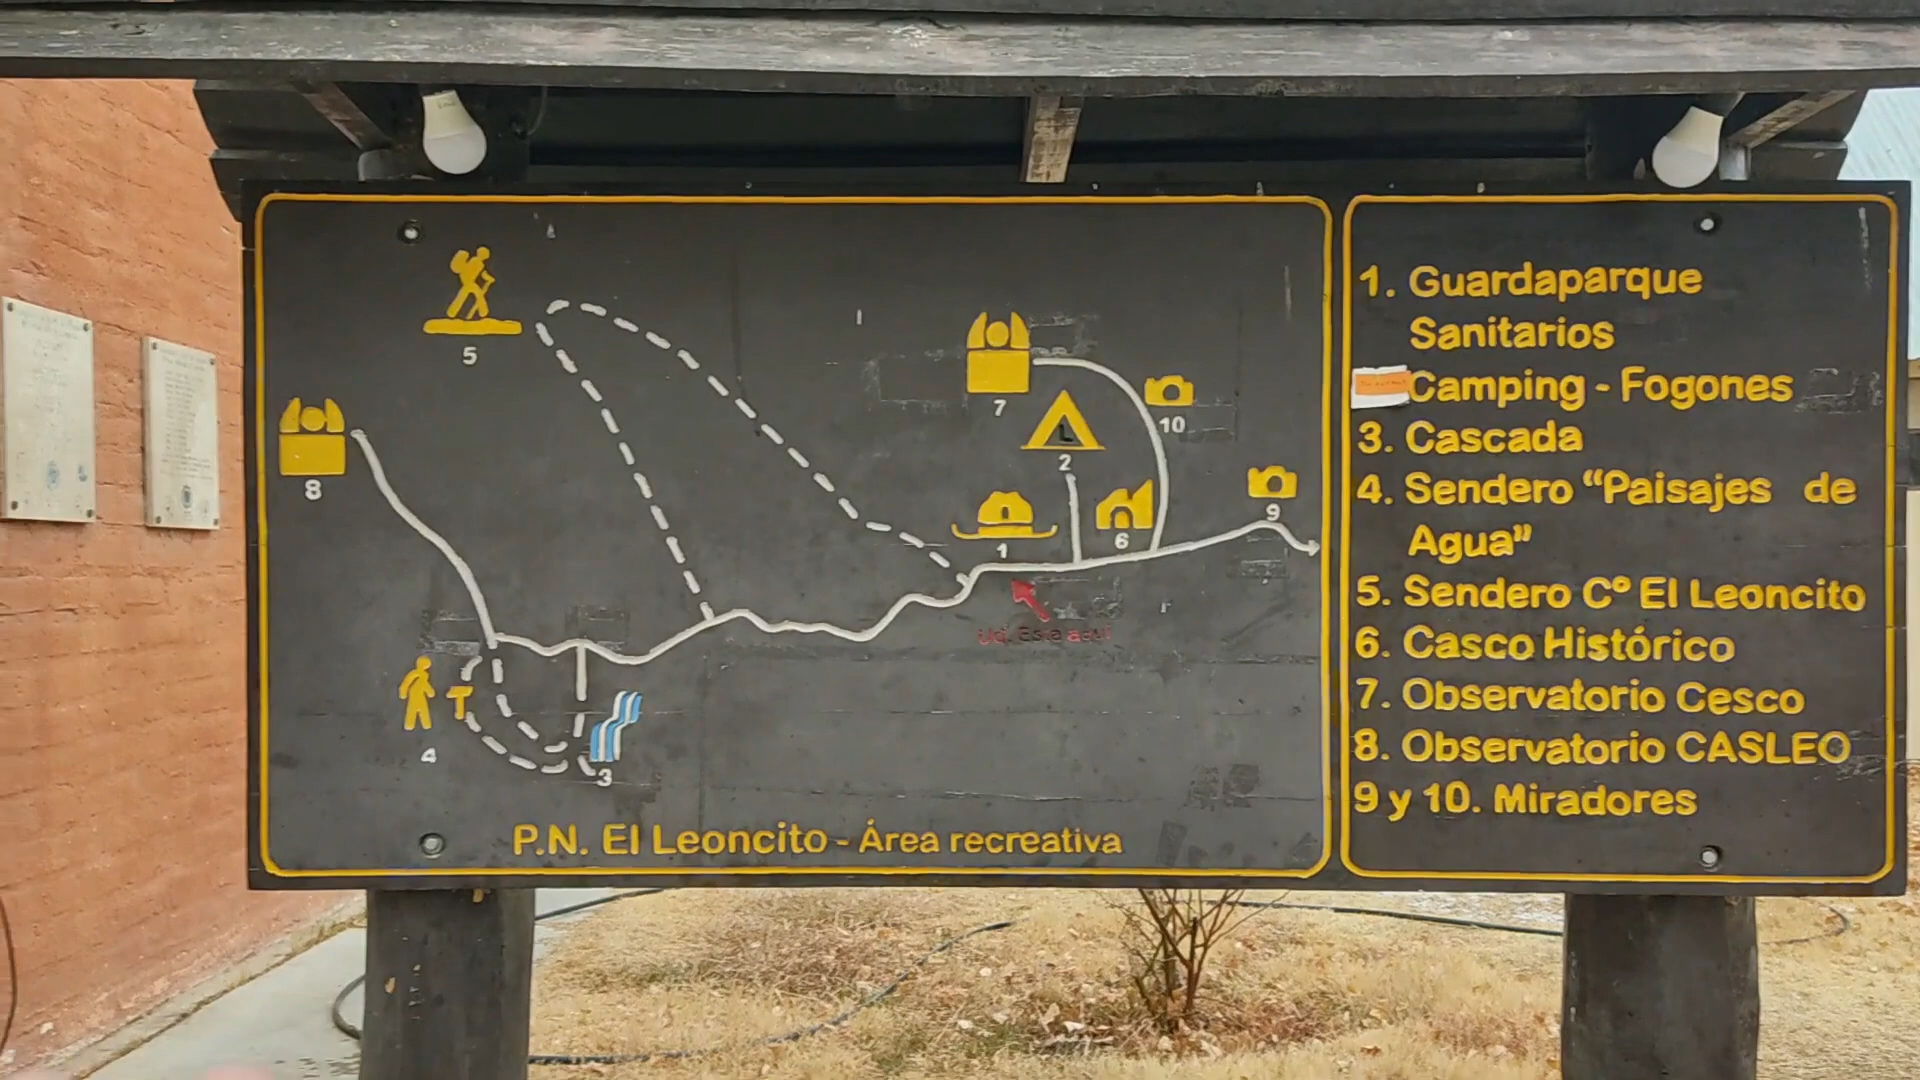 5
8
7
10
2
9
1
6
Ud. Esta aquí
4
3
P.N. El Leoncito - Área recreativa
1. Guardaparque
Sanitarios
Camping - Fogones
3. Cascada
4. Sendero “Paisajes de
Agua”
5. Sendero Cº El Leoncito
6. Casco Histórico
7. Observatorio Cesco
8. Observatorio CASLEO
9 y 10. Miradores